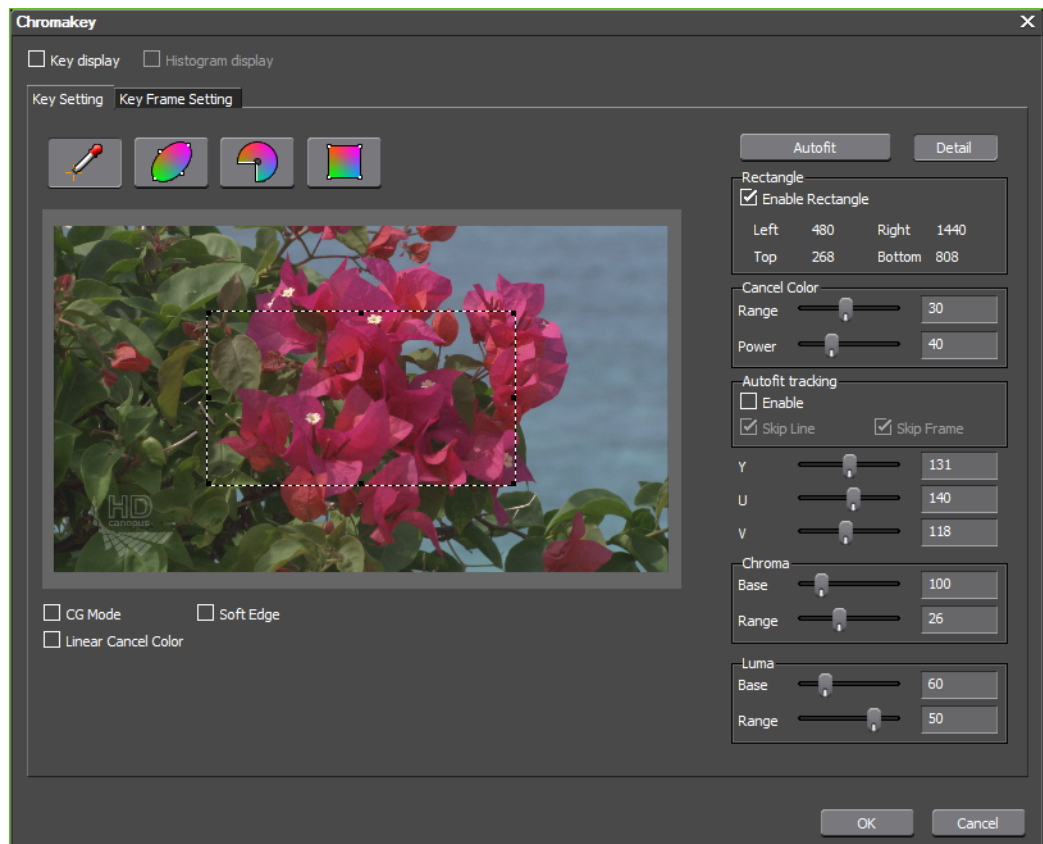 Chromakey
Key display
Histogram display
Key Setting
Key Frame Setting
Autofit
Detail
Rectangle
Enable Rectangle
Left 480 Right 1440
Top 268 Bottom 808
Cancel Color
Range 30
Power 40
Autofit tracking
Enable
Skip Line
Skip Frame
Y 131
U 140
V 118
Chroma
Base 100
Range 26
Luma
Base 60
Range 50
HD
canopus
CG Mode
Soft Edge
Linear Cancel Color
OK
Cancel